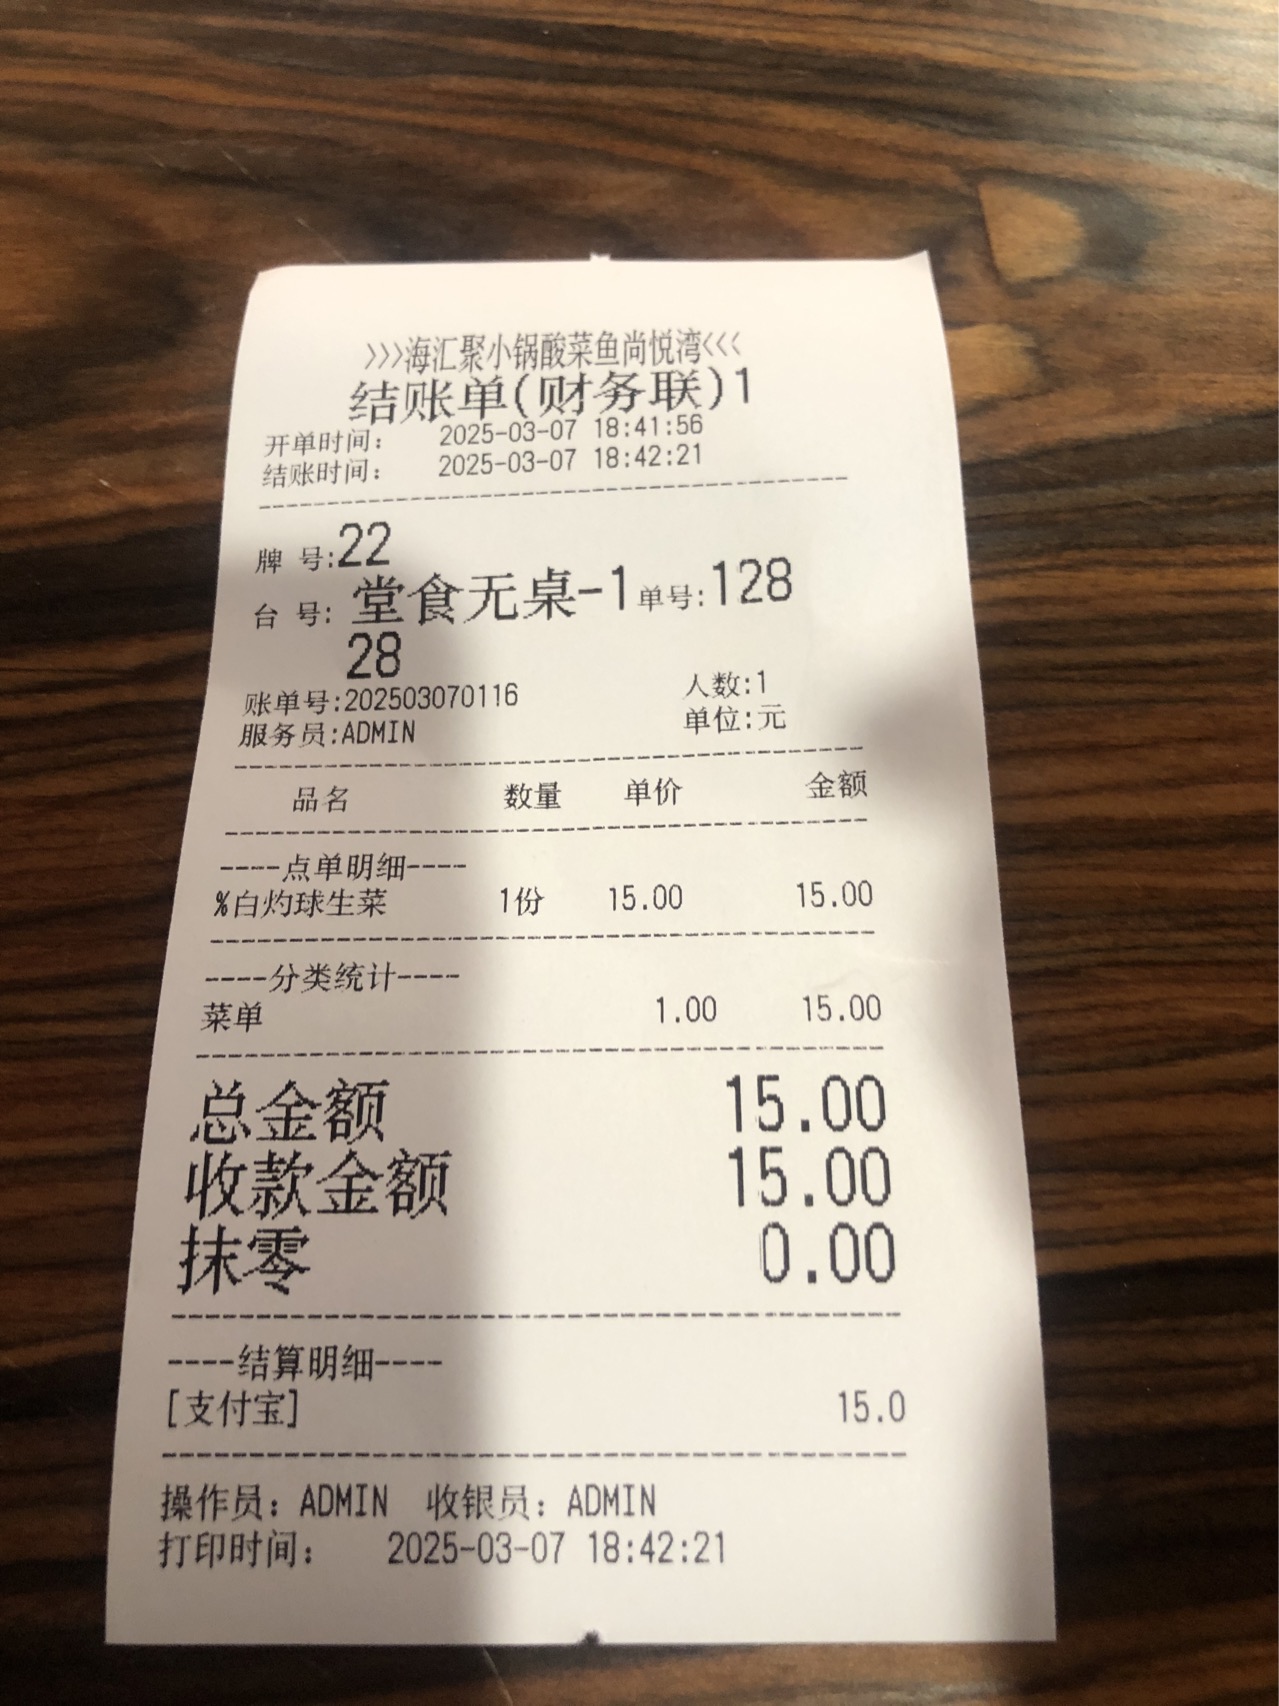 >>>海汇聚小锅酸菜鱼尚悦湾<<<
结账单(财务联)1
开单时间: 2025-03-07 18:41:56
结账时间: 2025-03-07 18:42:21
牌 号:22
台 号: 堂食无桌-1 单号:128
28
账单号:202503070116 人数:1
服务员:ADMIN 单位:元
品名 数量 单价 金额
----点单明细----
%白灼球生菜 1份 15.00 15.00
----分类统计----
菜单 1.00 15.00
总金额 15.00
收款金额 15.00
抹零 0.00
----结算明细----
[支付宝] 15.0
操作员: ADMIN 收银员: ADMIN
打印时间: 2025-03-07 18:42:21